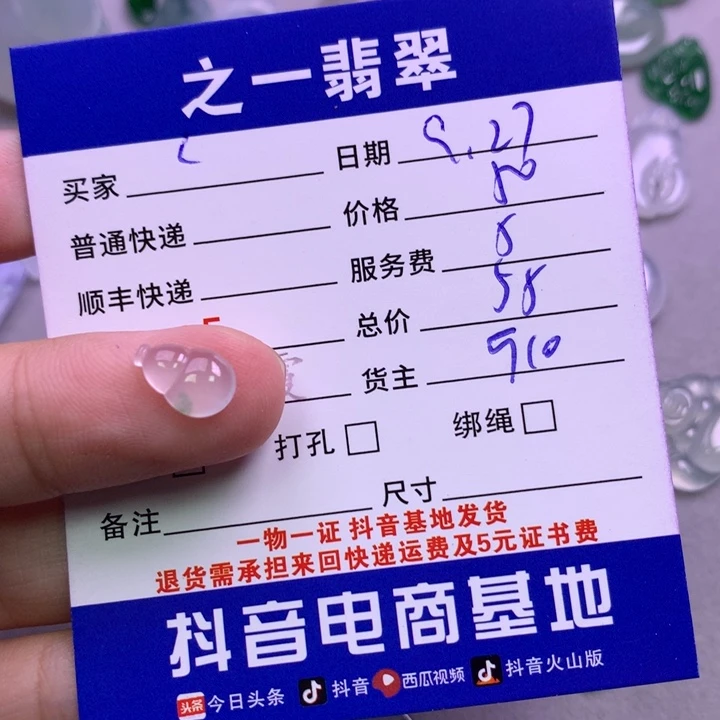 之一翡翠
买家 日期 9.27
普通快递 价格 50
顺丰快递 服务费 8
总价 58
货主 910
打孔 绑绳
备注 尺寸
一物一证 抖音基地发货
退货需承担来回快递运费及5元证书费
抖音电商基地
头条 今日头条 抖音 西瓜视频 抖音火山版